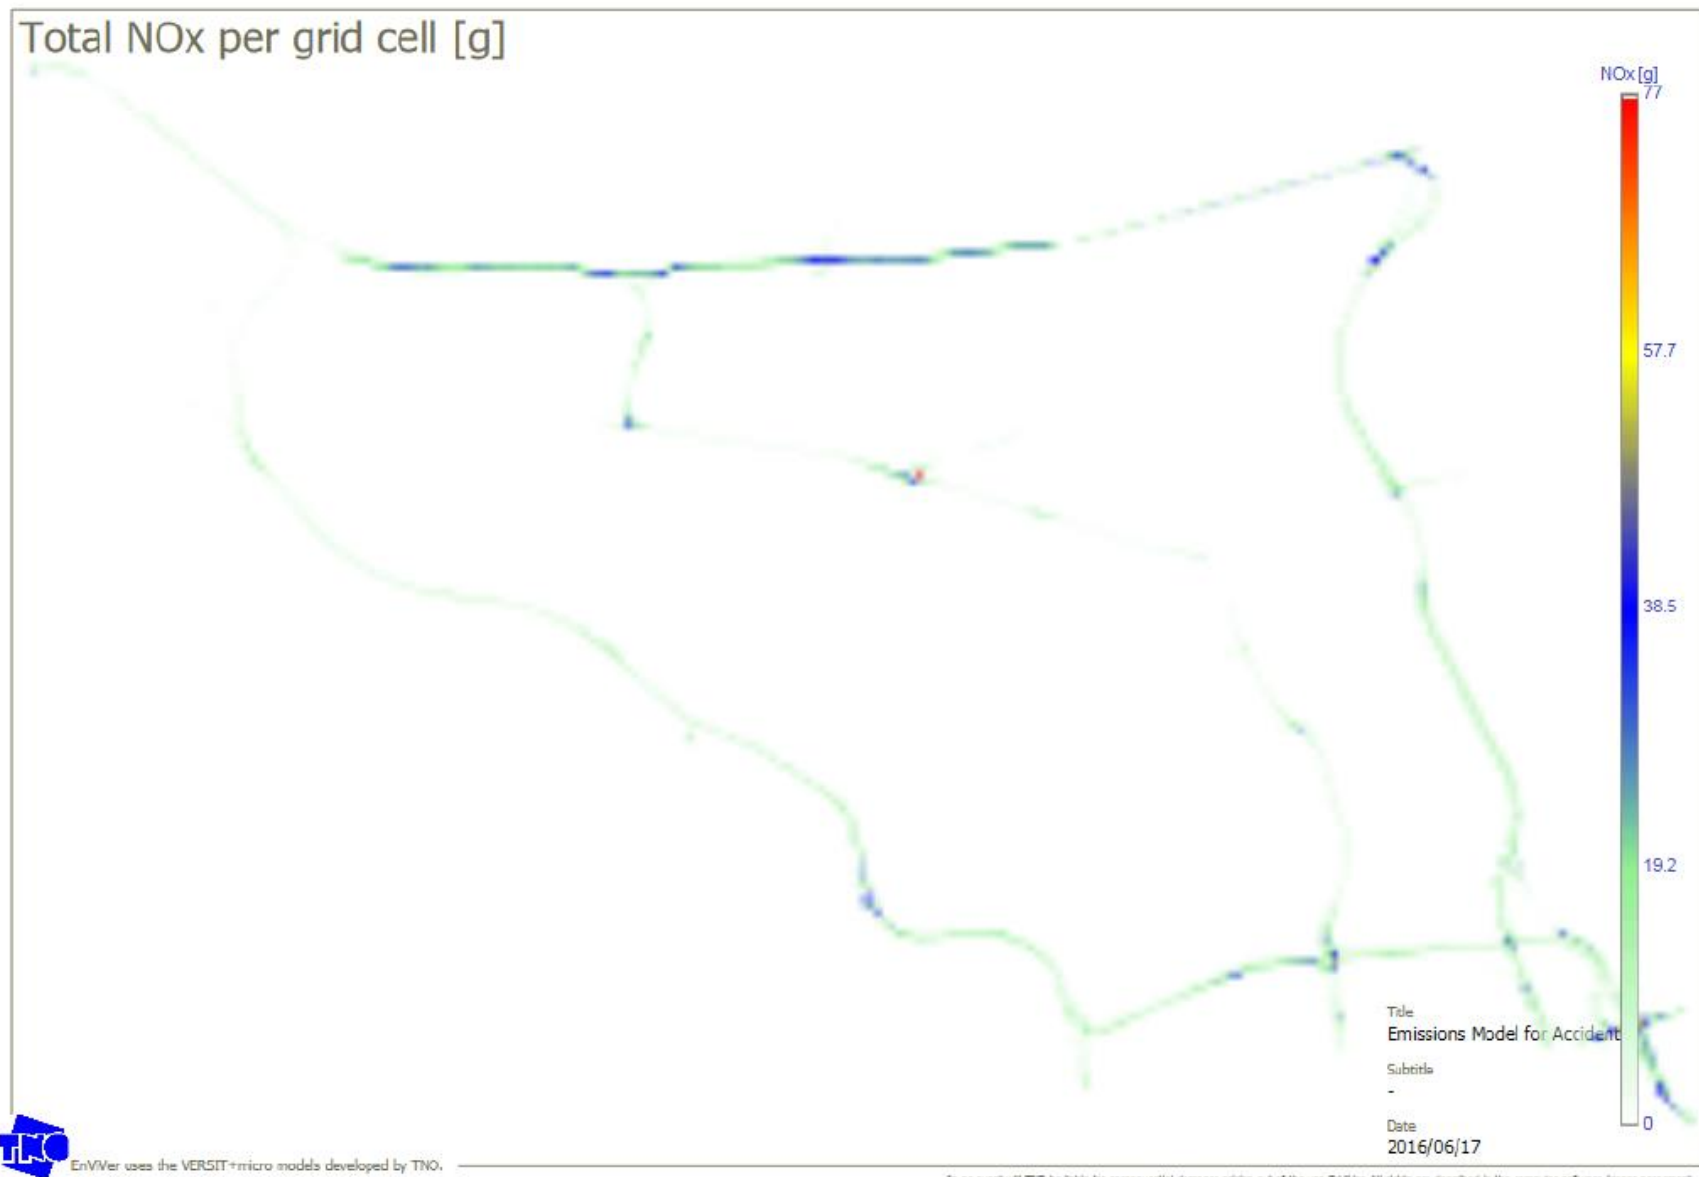 Total NOx per grid cell [g]
NOx [g]
77
57.7
38.5
19.2
0
Title
Emissions Model for Accident
Subtitle
-
Date
2016/06/17
TNO
EnViVer uses the VERSIT+micro models developed by TNO.